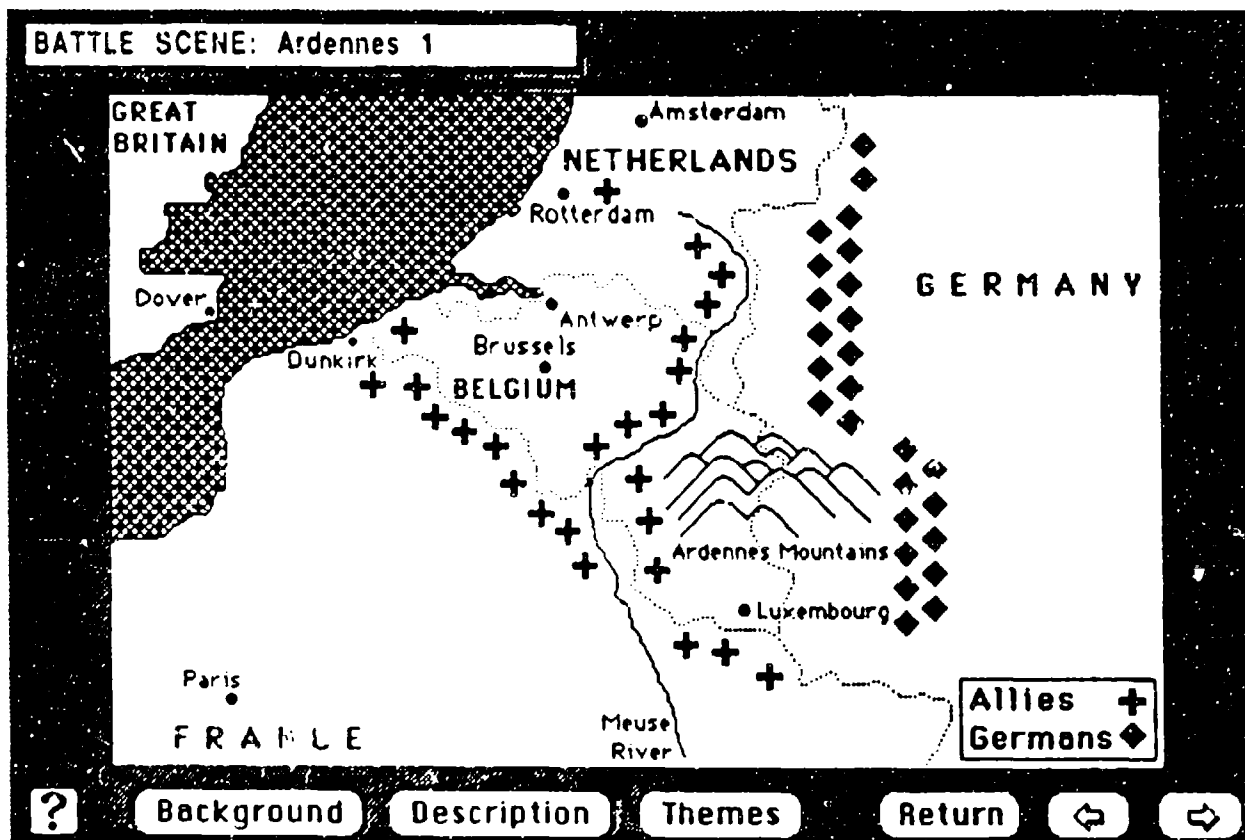 BATTLE SCENE: Ardennes 1
GREAT
BRITAIN
Amsterdam
NETHERLANDS
Rotterdam
GERMANY
Dover
Antwerp
Dunkirk
Brussels
BELGIUM
Ardennes Mountains
Luxembourg
Paris
FRANCE
Meuse
River
Allies
Germans
? Background Description Themes Return